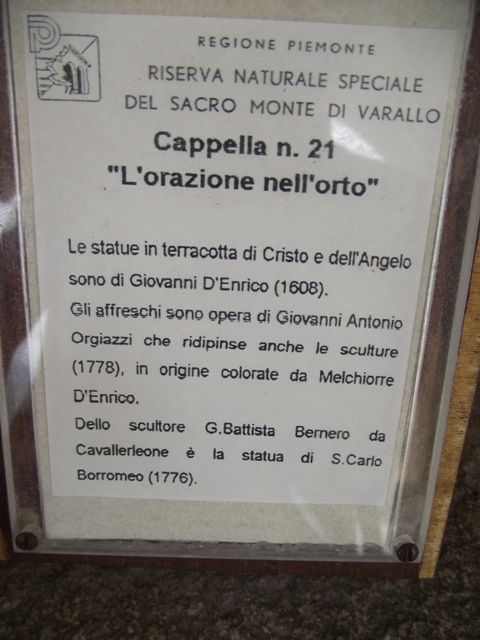 REGIONE PIEMONTE
RISERVA NATURALE SPECIALE
DEL SACRO MONTE DI VARALLO
Cappella n. 21
"L'orazione nell'orto"
Le statue in terracotta di Cristo e dell'Angelo
sono di Giovanni D'Enrico (1608).
Gli affreschi sono opera di Giovanni Antonio
Orgiazzi che ridipinse anche le sculture
(1778), in origine colorate da Melchiorre
D'Enrico.
Dello scultore G.Battista Bernero da
Cavallerleone è la statua di S.Carlo
Borromeo (1776).